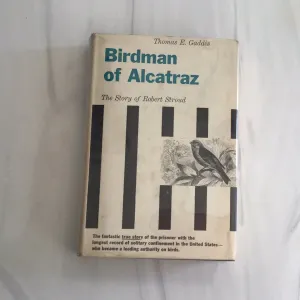 Thomas E. Gaddis
Birdman
of Alcatraz
The Story of Robert Stroud
The fantastic true story of the prisoner with the
longest record of solitary confinement in the United States—
who became a leading authority on birds.